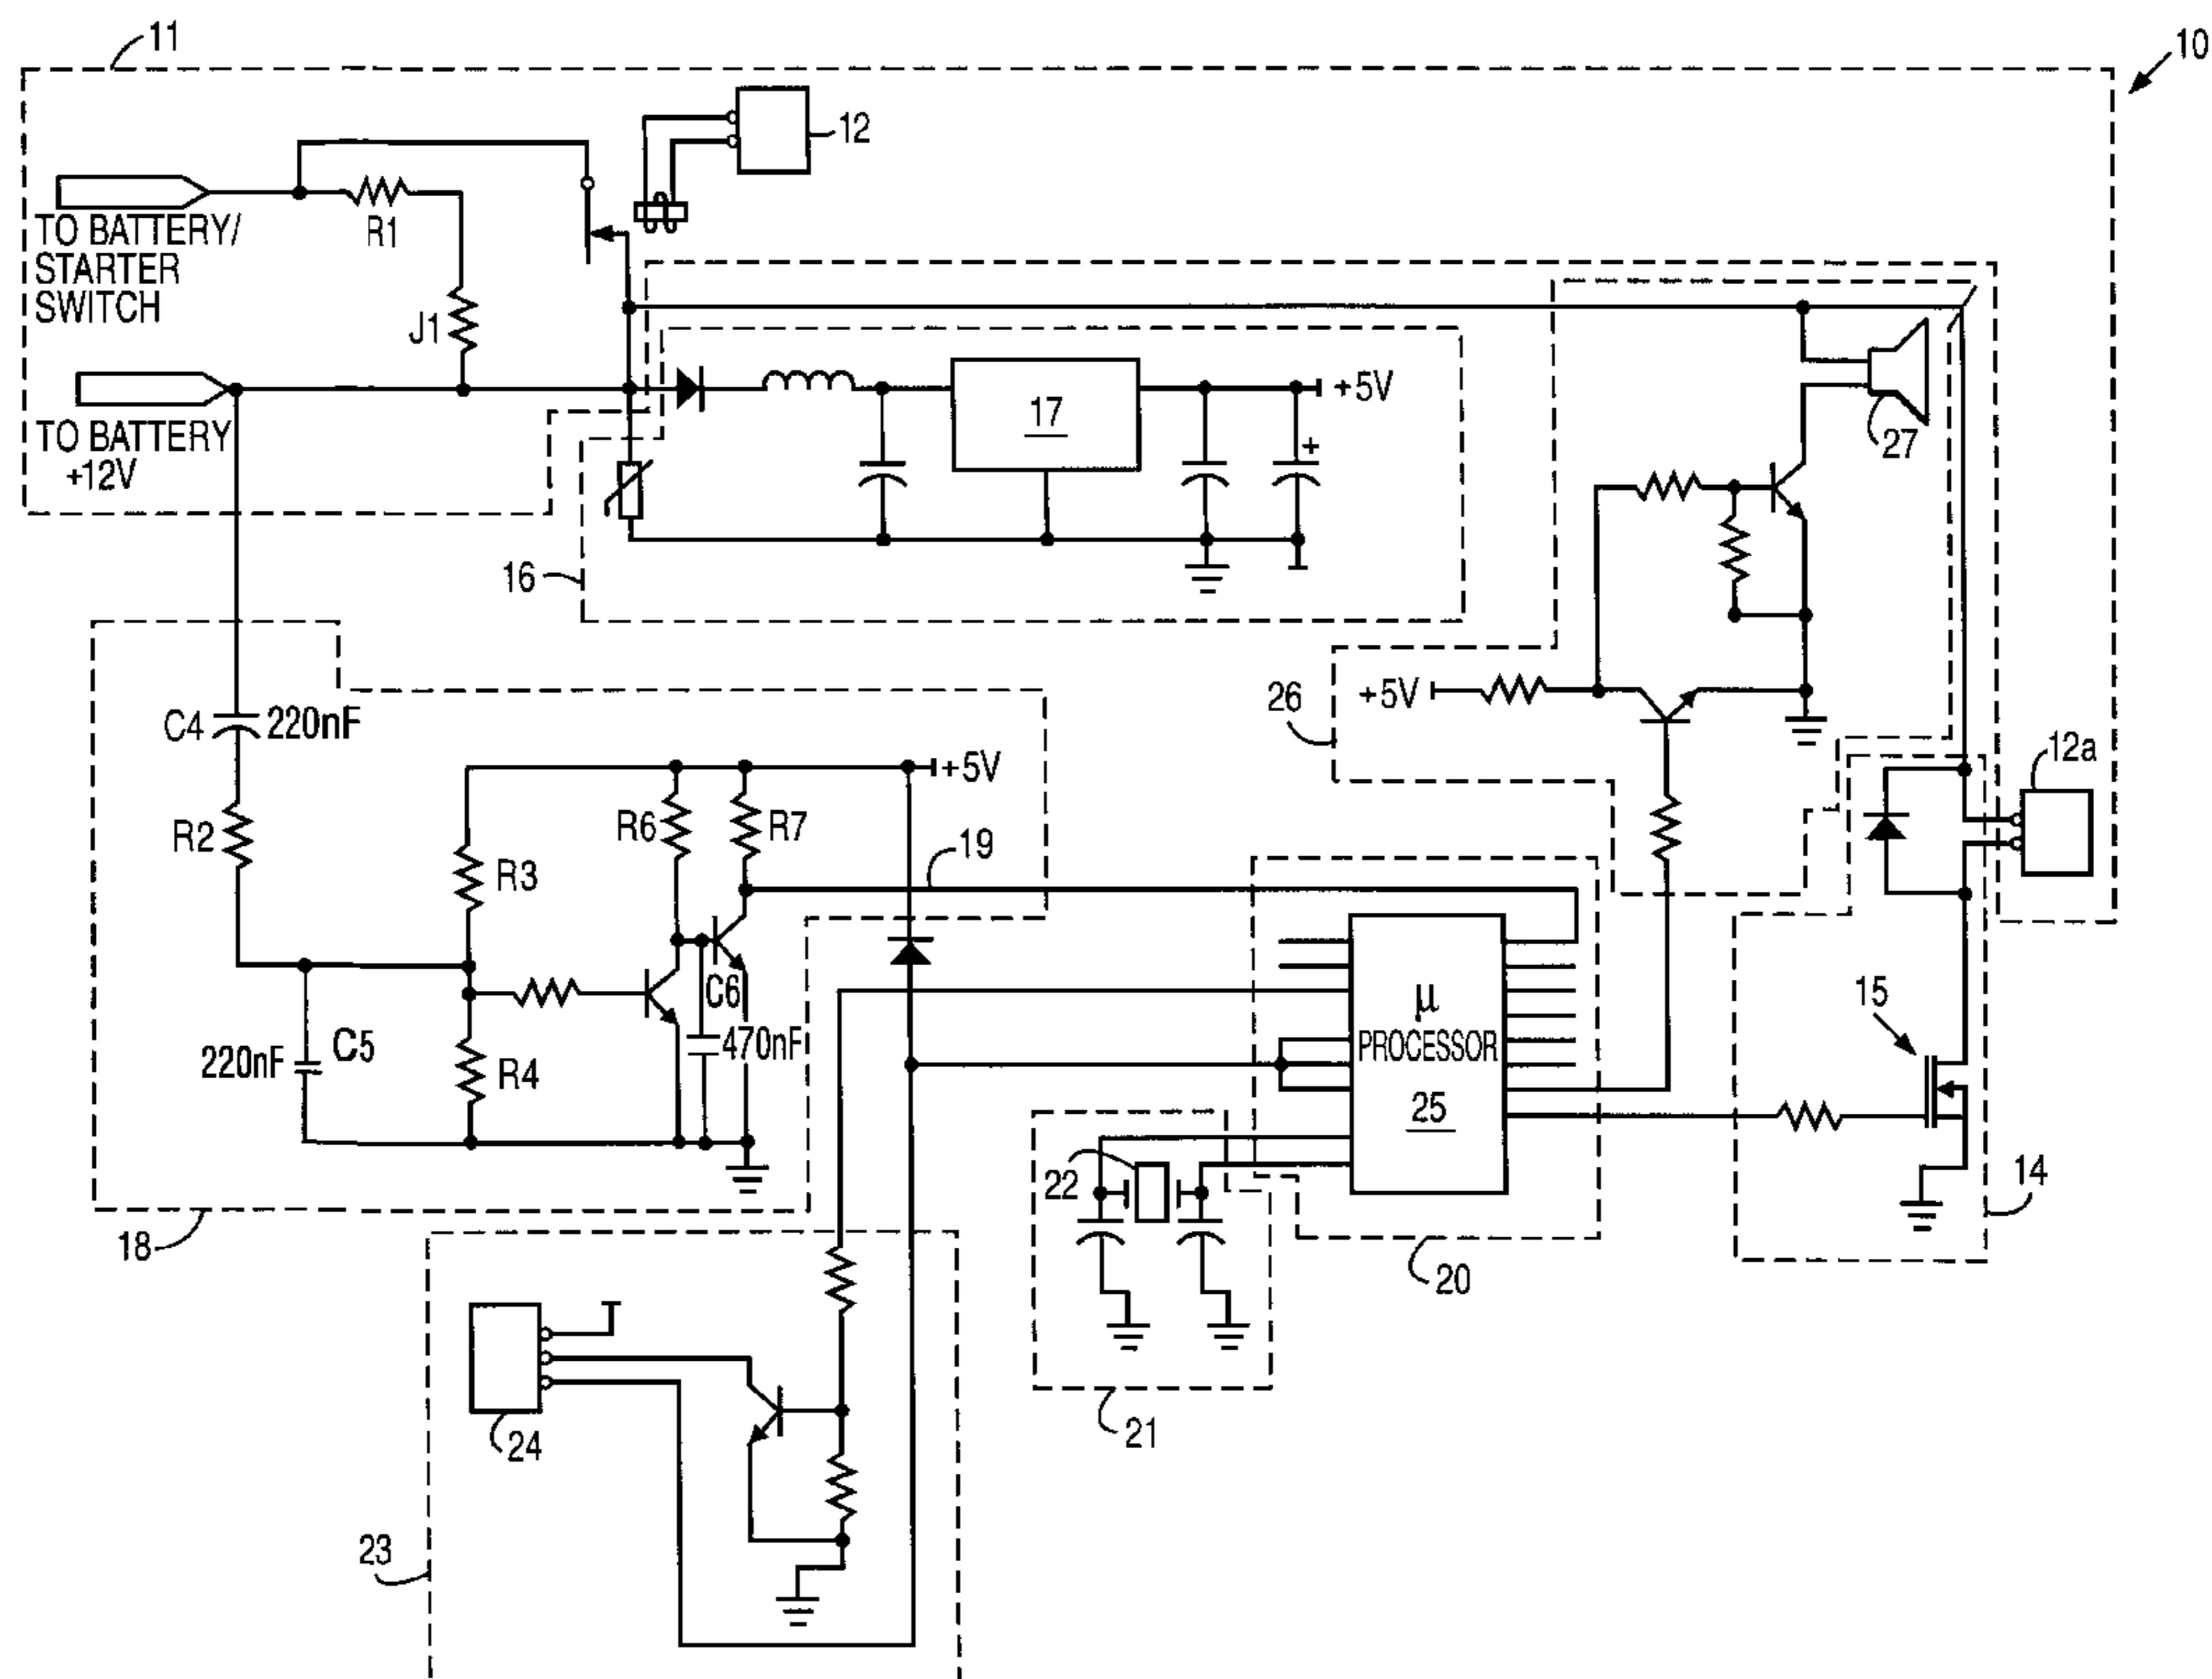 11
10
12
TO BATTERY/
STARTER
SWITCH
R1
J1
TO BATTERY
+12V
17
+5V
+
27
16
26
+5V
12a
C4 220nF
+5V
R2
R3
R6
R7
19
C6
470nF
220nF C5
R4
μ
PROCESSOR
25
15
22
14
18
20
21
24
23